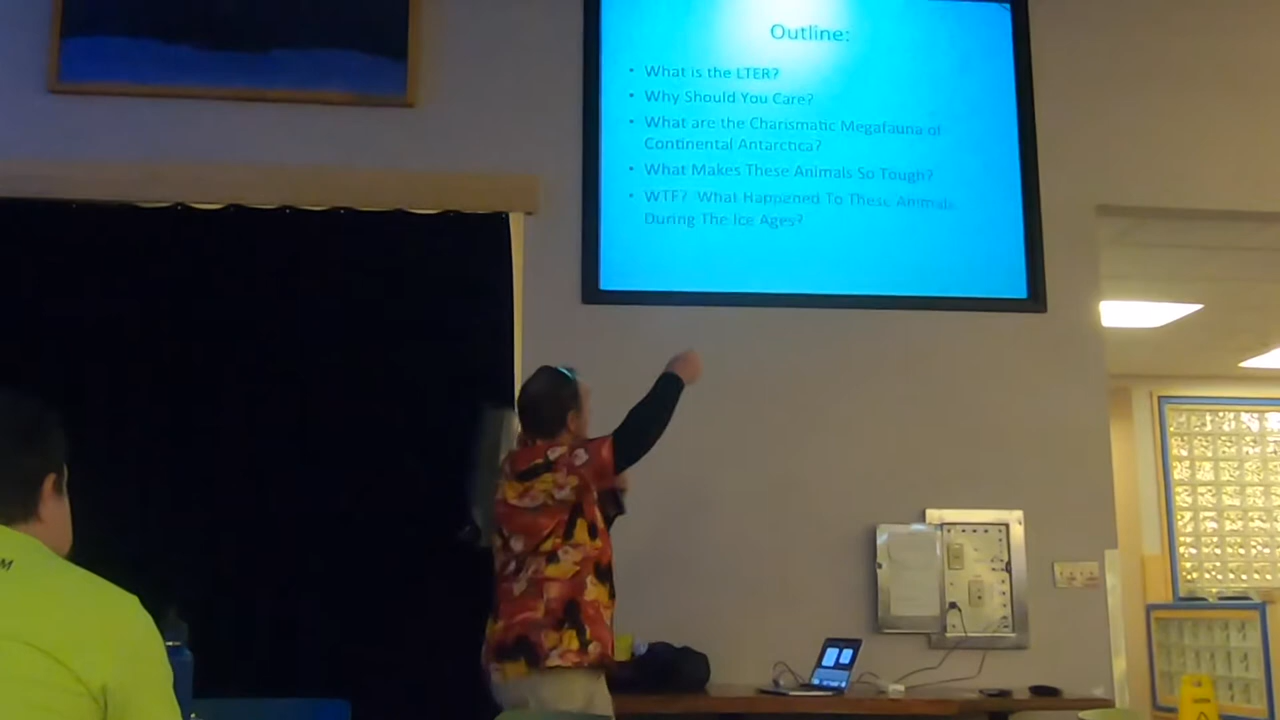 Outline:
• What is the LTER?
• Why Should You Care?
• What are the Charismatic Megafauna of
Continental Antarctica?
• What Makes These Animals So Tough?
• WTF? What Happened To These Animals
During The Ice Ages?
M